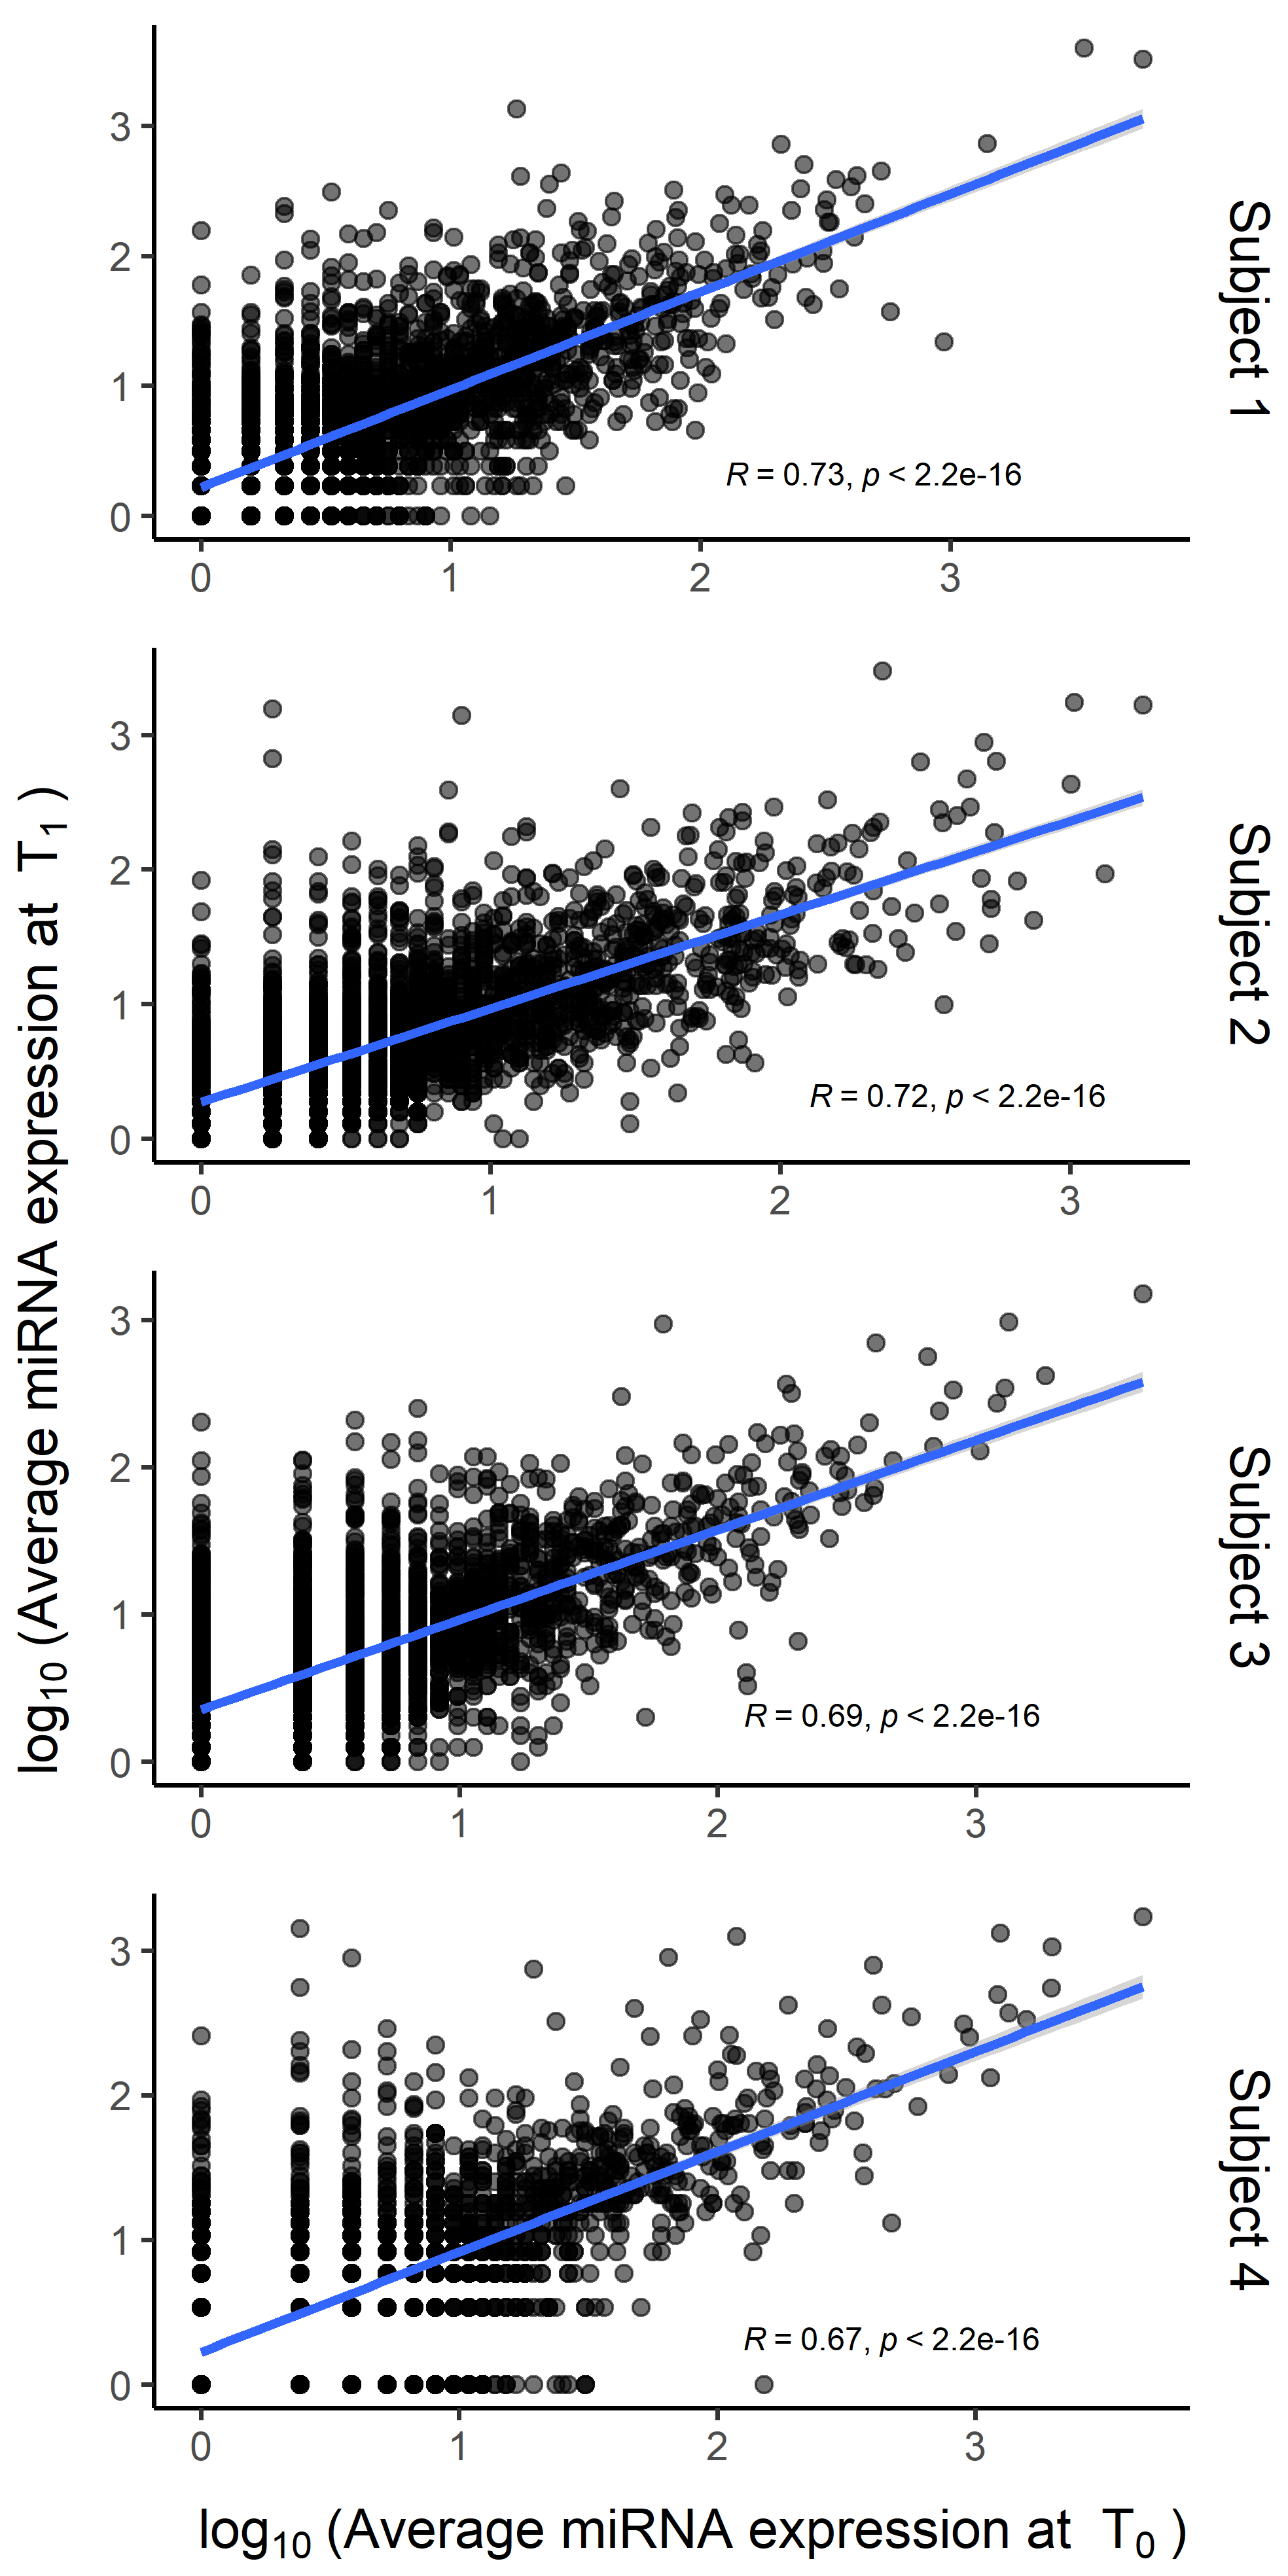 3
2
1
0
0 1 2 3
R = 0.73, p < 2.2e-16
Subject 1
3
2
1
0
0 1 2 3
R = 0.72, p < 2.2e-16
Subject 2
3
2
1
0
0 1 2 3
R = 0.69, p < 2.2e-16
Subject 3
3
2
1
0
0 1 2 3
R = 0.67, p < 2.2e-16
Subject 4
log₁₀ (Average miRNA expression at T₁ )
log₁₀ (Average miRNA expression at T₀ )